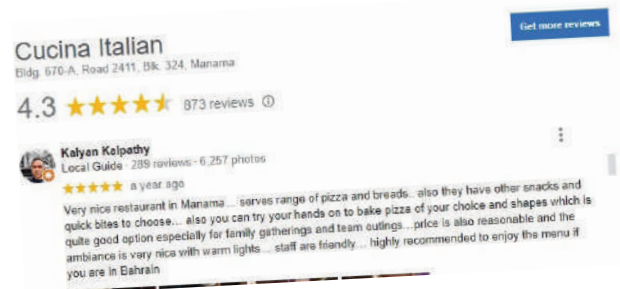 Cucina Italian
Get more reviews
Bldg. 670-A, Road 2411, Blk. 324, Manama
4.3 873 reviews
Kalyan Kalpathy
Local Guide · 289 reviews · 6,257 photos
a year ago
Very nice restaurant in Manama... serves range of pizza and breads.. also they have other snacks and
quick bites to choose... also you can try your hands on to bake pizza of your choice and shapes which is
quite good option especially for family gatherings and team outings...price is also reasonable and the
ambiance is very nice with warm lights... staff are friendly... highly recommended to enjoy the menu if
you are in Bahrain